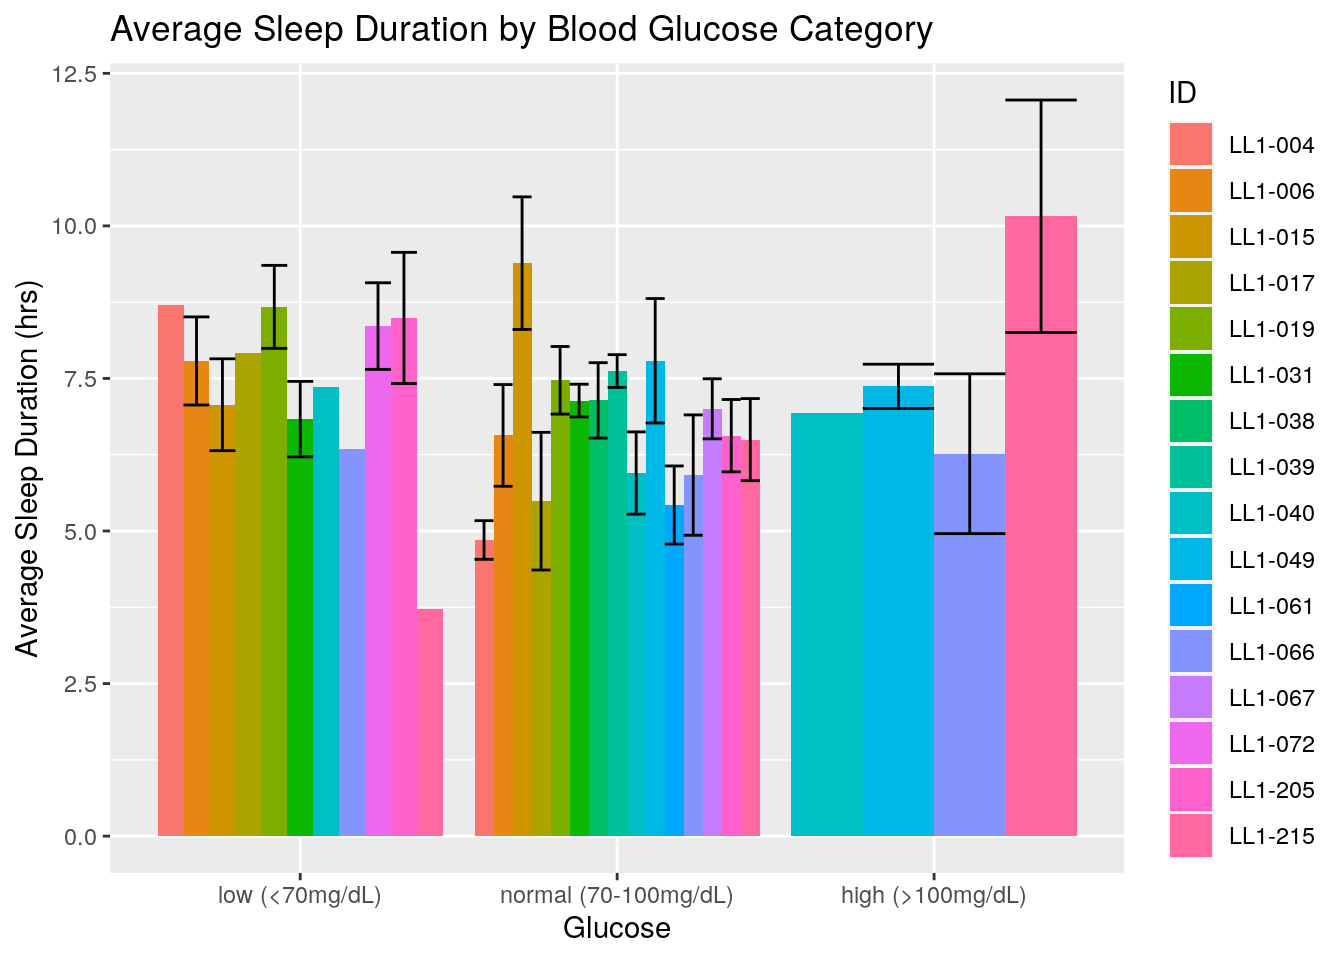 Average Sleep Duration by Blood Glucose Category
Average Sleep Duration (hrs)
12.5
10.0
7.5
5.0
2.5
0.0
low (<70mg/dL)
normal (70-100mg/dL)
high (>100mg/dL)
Glucose
ID
LL1-004
LL1-006
LL1-015
LL1-017
LL1-019
LL1-031
LL1-038
LL1-039
LL1-040
LL1-049
LL1-061
LL1-066
LL1-067
LL1-072
LL1-205
LL1-215